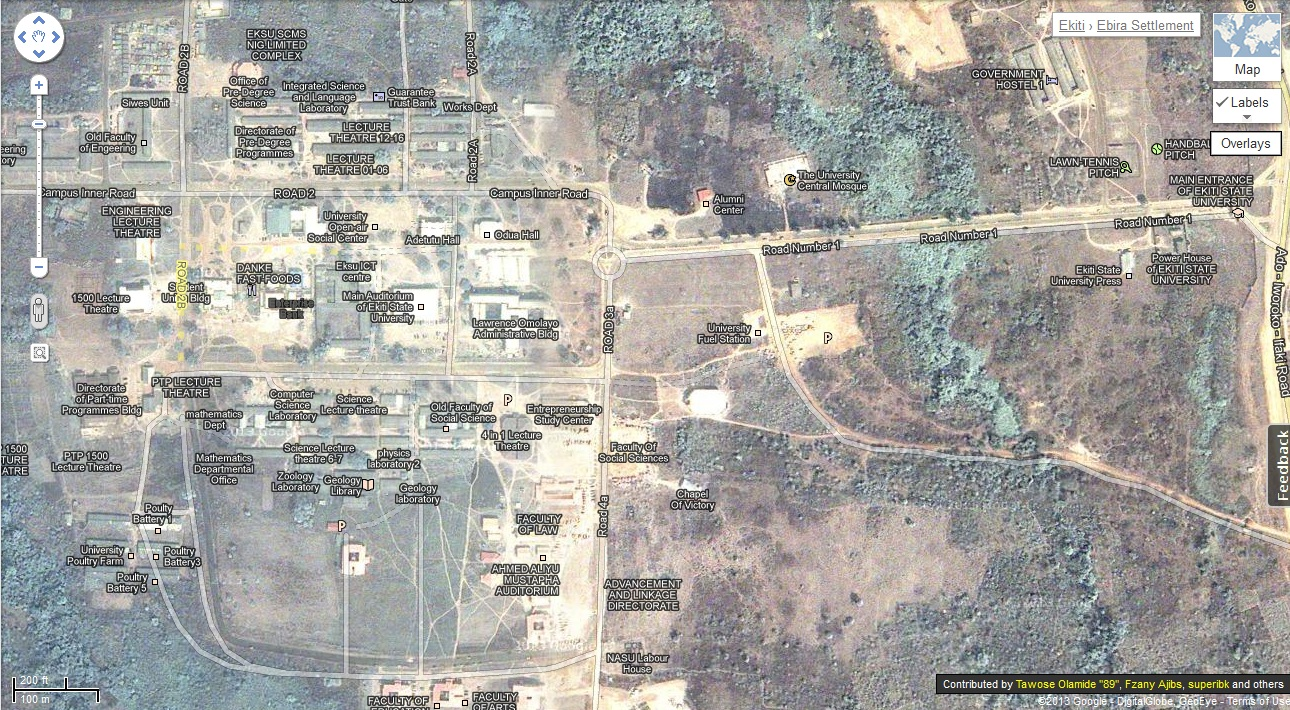 Ekiti › Ebira Settlement
Map
Labels
Overlays
Feedback
EKSU SCMS
NIG LIMITED
COMPLEX
ROAD 2B
Road 2A
Office of
Pre-Degree
Science
Integrated Science
and Language
Laboratory
Guarantee
Trust Bank
Works Dept
Siwes Unit
Old Faculty
of Engeering
Directorate of
Pre-Degree
Programmes
LECTURE
THEATRE 12-16
LECTURE
THEATRE 01-06
Road 2A
GOVERNMENT
HOSTEL 1
HANDBAL
PITCH
LAWN TENNIS
PITCH
The University
Central Mosque
MAIN ENTRANCE
OF EKITI STATE
UNIVERSITY
Campus Inner Road
ROAD 2
Campus Inner Road
Alumni
Center
ENGINEERING
LECTURE
THEATRE
University
Open-air
Social Center
Adetutu Hall
Odua Hall
Road Number 1
Road Number 1
Road Number 1
ROAD 2B
DANKE
FAST-FOODS
Eksu ICT
centre
Ekiti State
University Press
Power House
of EKITI STATE
UNIVERSITY
Ado - Iworoko - Ifaki Road
1500 Lecture
Theatre
Enterprise
Bank
Main Auditorium
of Ekiti State
University
Lawrence Omolayo
Administrative Bldg
ROAD 3a
University
Fuel Station
P
Directorate
of Part-time
Programmes Bldg
PTP LECTURE
THEATRE
mathematics
Dept
Computer
Science
Laboratory
Science
Lecture theatre
Old Faculty of
Social Science
P
Entrepreneurship
Study Center
4 in 1 Lecture
Theatre
Faculty Of
Social Sciences
PTP 1500
Lecture Theatre
Mathematics
Departmental
Office
Science Lecture
theatre 6-7
physics
laboratory 2
Zoology
Laboratory
Geology
Library
Geology
laboratory
Chapel
Of Victory
Poulty
Battery 1
P
FACULTY
OF LAW
Road 4a
University
Poultry Farm
Poultry
Battery3
Poultry
Battery 5
AHMED ALIYU
MUSTAPHA
AUDITORIUM
ADVANCEMENT
AND LINKAGE
DIRECTORATE
NASU Labour
House
FACULTY OF
FACULTY
OF ARTS
200 ft
100 m
Contributed by Tawose Olamide "89", Fzany Ajibs, superibk and others
©2013 Google - DigitalGlobe, GeoEye - Terms of Use